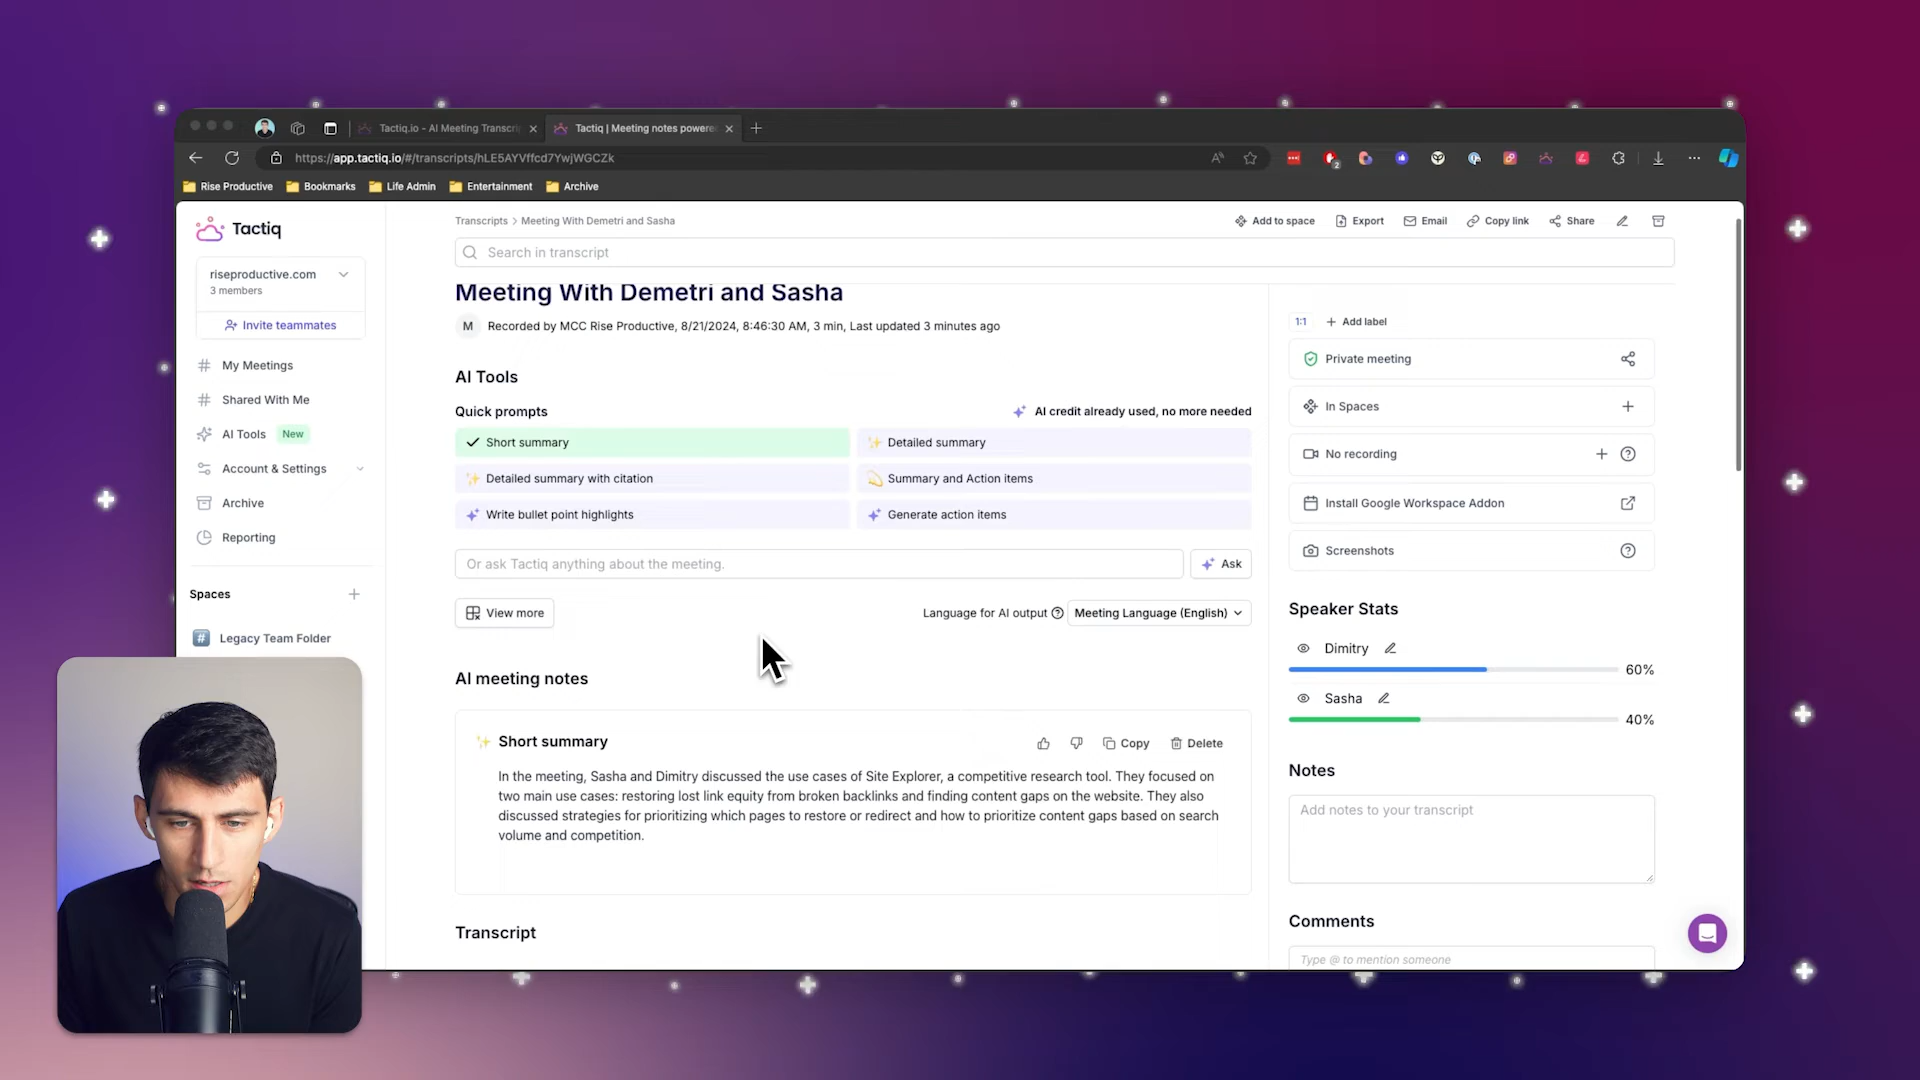 Tactiq.io - AI Meeting Transcri
Tactiq | Meeting notes powere
https://app.tactiq.io/#/transcripts/hLE5AYVffcd7YwjWGCZk
2
Rise Productive
Bookmarks
Life Admin
Entertainment
Archive
Tactiq
riseproductive.com
3 members
Invite teammates
My Meetings
Shared With Me
AI Tools New
Account & Settings
Archive
Reporting
Spaces
Legacy Team Folder
Transcripts > Meeting With Demetri and Sasha
Add to space
Export
Email
Copy link
Share
Search in transcript
Meeting With Demetri and Sasha
M Recorded by MCC Rise Productive, 8/21/2024, 8:46:30 AM, 3 min, Last updated 3 minutes ago
AI Tools
Quick prompts
AI credit already used, no more needed
Short summary
Detailed summary
Detailed summary with citation
Summary and Action items
Write bullet point highlights
Generate action items
Or ask Tactiq anything about the meeting.
Ask
View more
Language for AI output
Meeting Language (English)
AI meeting notes
Short summary
Copy
Delete
In the meeting, Sasha and Dimitry discussed the use cases of Site Explorer, a competitive research tool. They focused on
two main use cases: restoring lost link equity from broken backlinks and finding content gaps on the website. They also
discussed strategies for prioritizing which pages to restore or redirect and how to prioritize content gaps based on search
volume and competition.
Transcript
1:1
Add label
Private meeting
In Spaces
No recording
Install Google Workspace Addon
Screenshots
Speaker Stats
Dimitry
60%
Sasha
40%
Notes
Add notes to your transcript
Comments
Type @ to mention someone